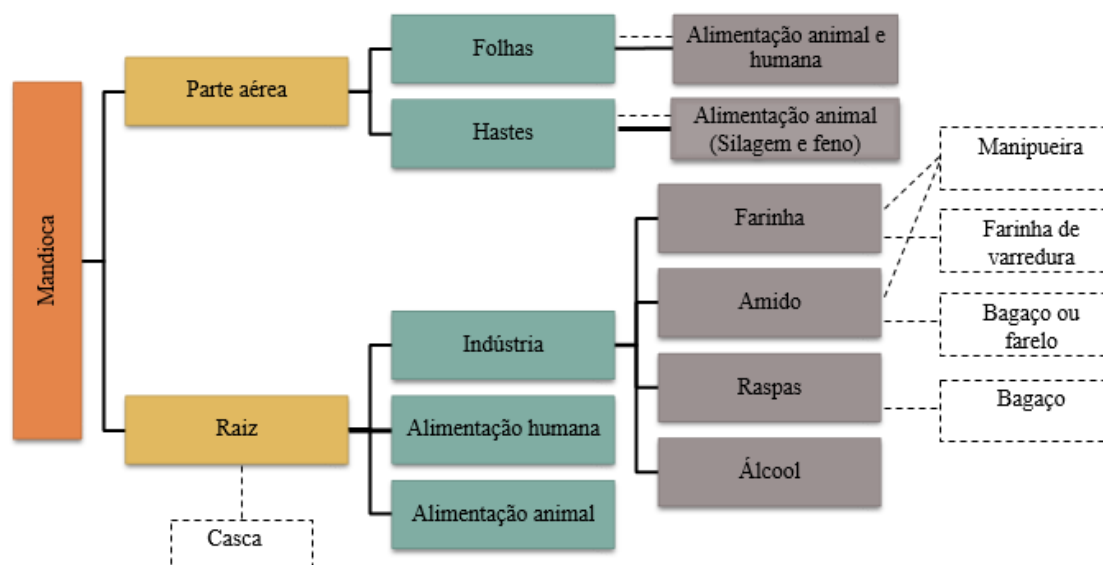 Mandioca
Parte aérea
Folhas
Alimentação animal e
humana
Hastes
Alimentação animal
(Silagem e feno)
Raiz
Casca
Indústria
Alimentação humana
Alimentação animal
Farinha
Amido
Raspas
Álcool
Manipueira
Farinha de
varredura
Bagaço ou
farelo
Bagaço